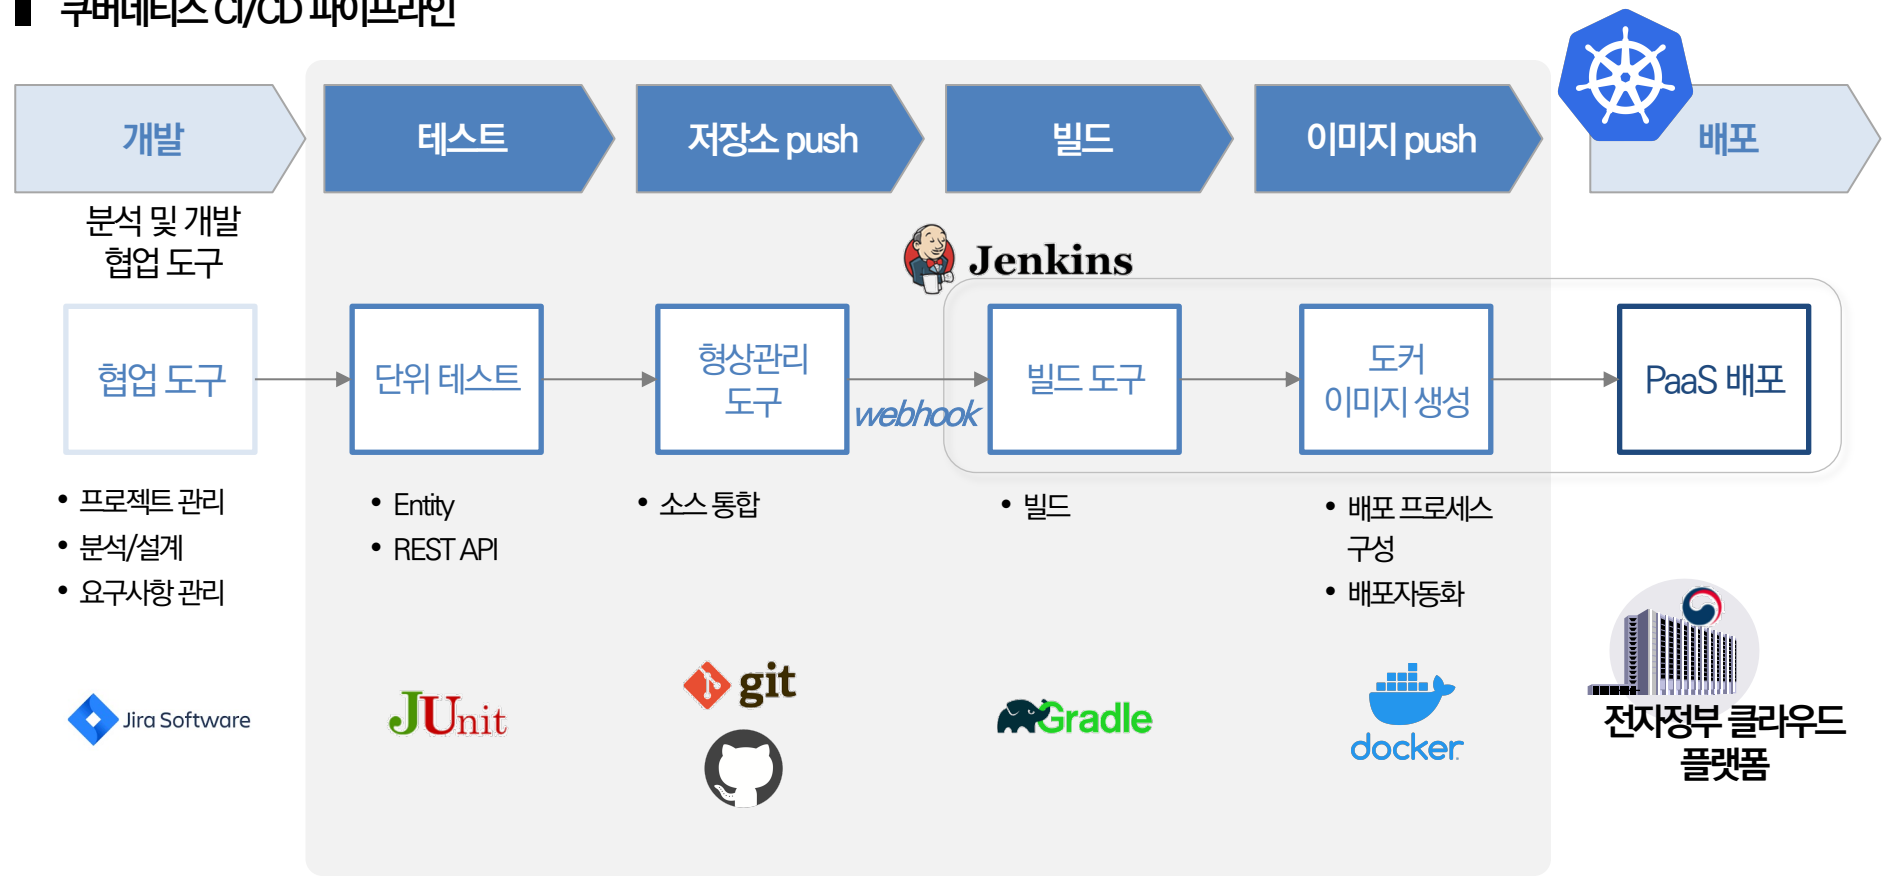 쿠버네티스 CI/CD 파이프라인
개발
테스트
저장소 push
빌드
이미지 push
배포
분석 및 개발
협업 도구
Jenkins
협업 도구
단위 테스트
형상관리
도구
webhook
빌드 도구
도커
이미지 생성
PaaS 배포
• 프로젝트 관리
• 분석/설계
• 요구사항 관리
• Entity
• REST API
• 소스 통합
• 빌드
• 배포 프로세스
구성
• 배포자동화
Jira Software
JUnit
git
Gradle
docker
전자정부 클라우드
플랫폼